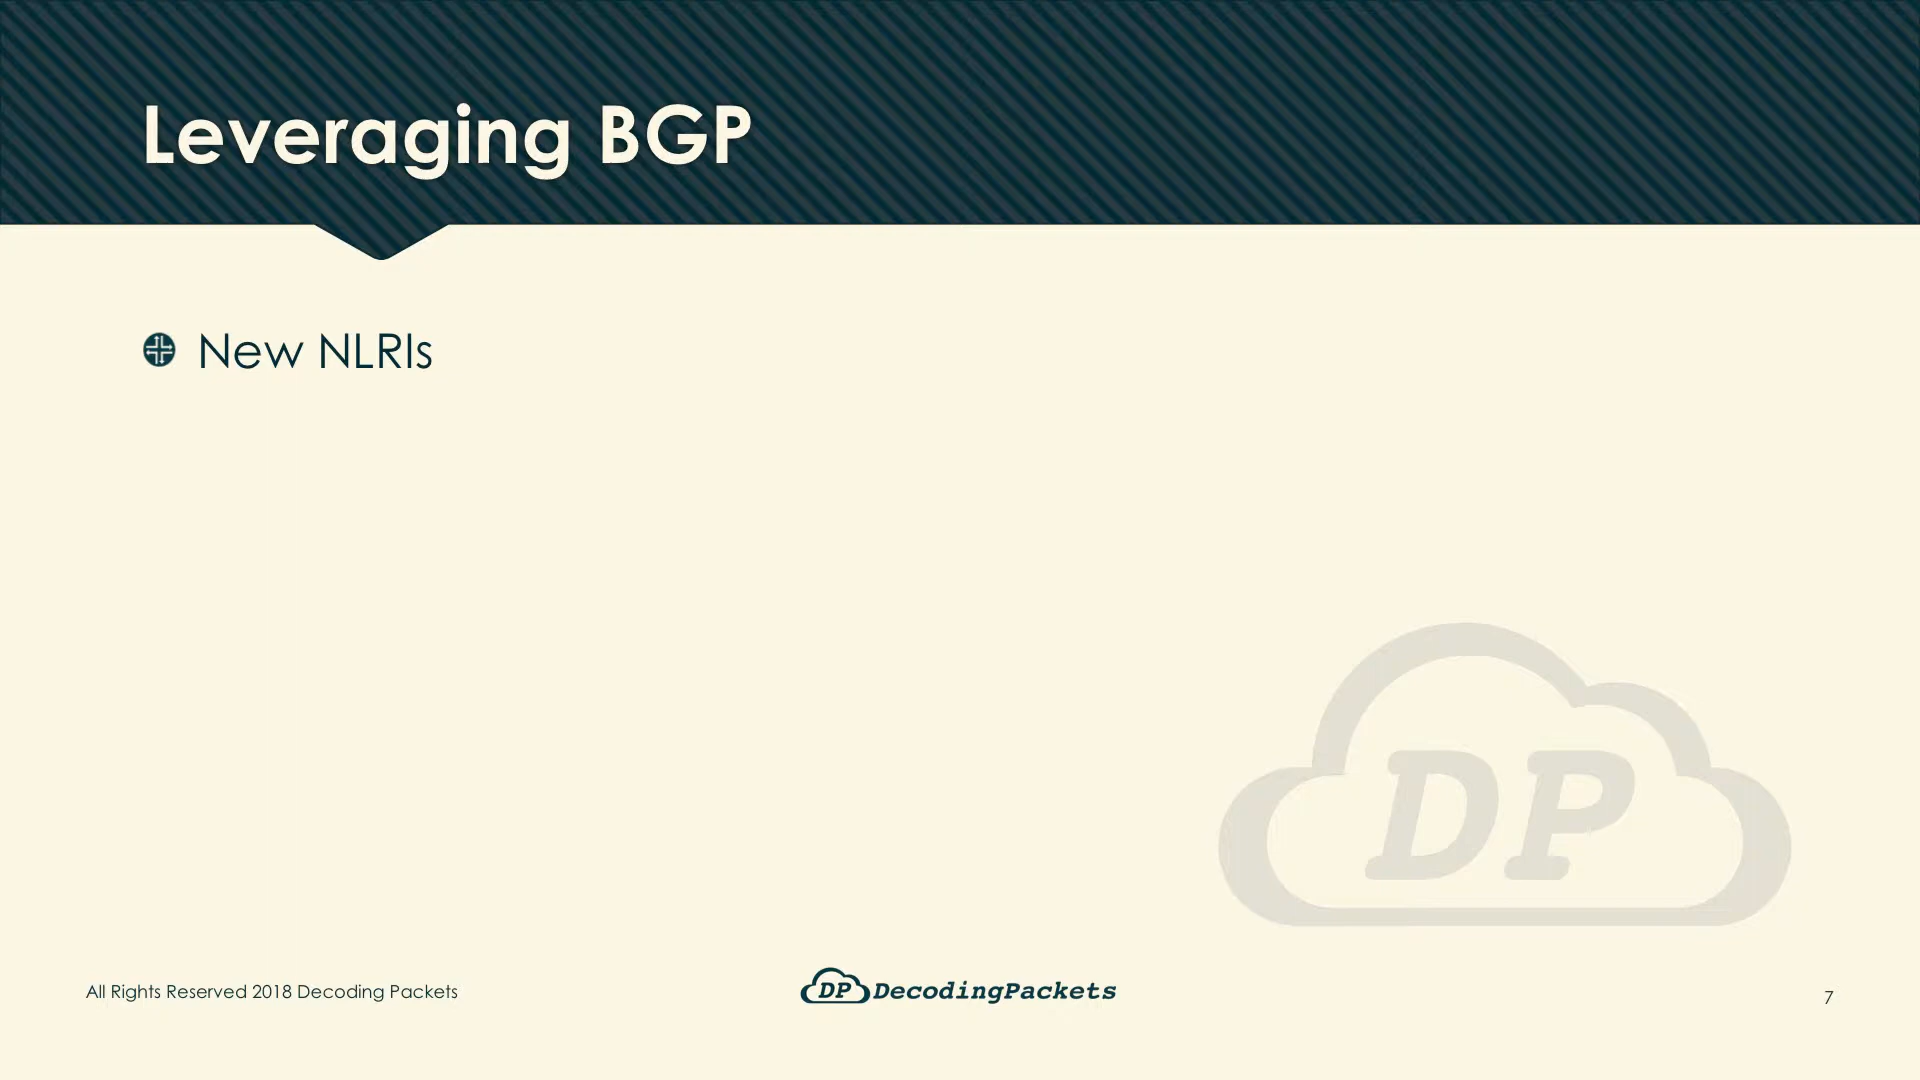 Leveraging BGP
New NLRIs
DP
All Rights Reserved 2018 Decoding Packets
DP DecodingPackets
7